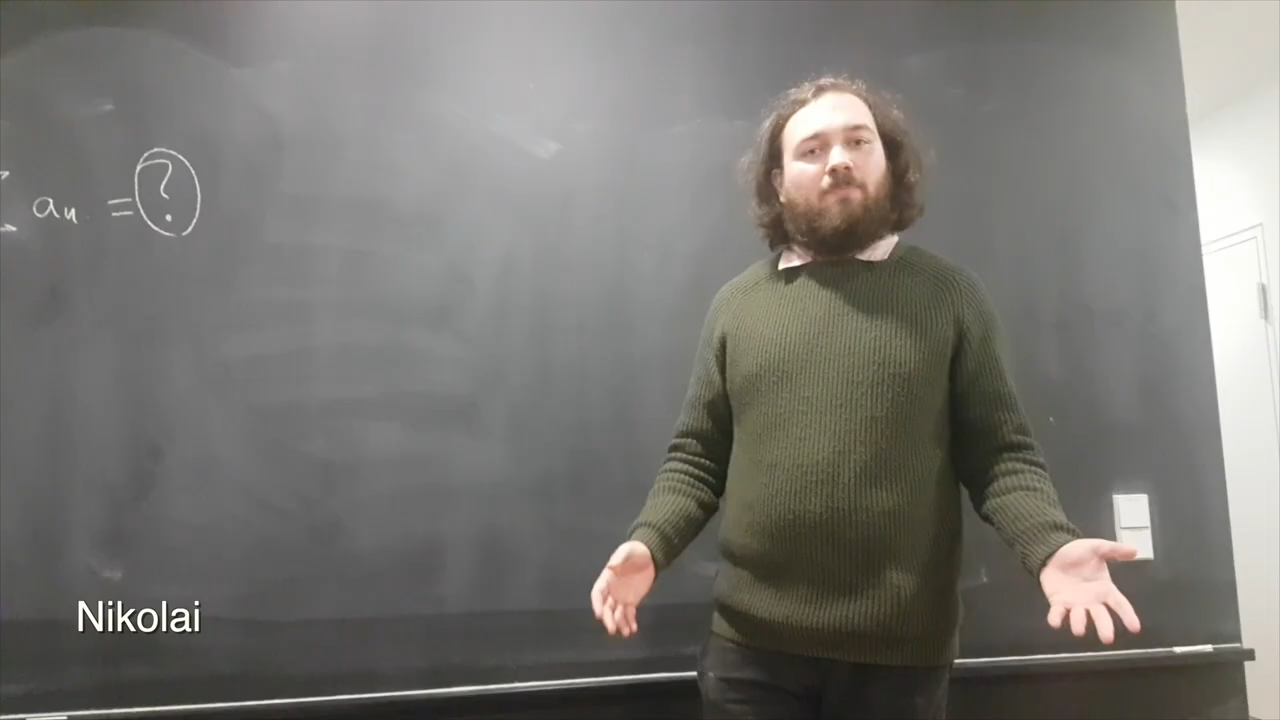 Σ aₙ = ?
Nikolai